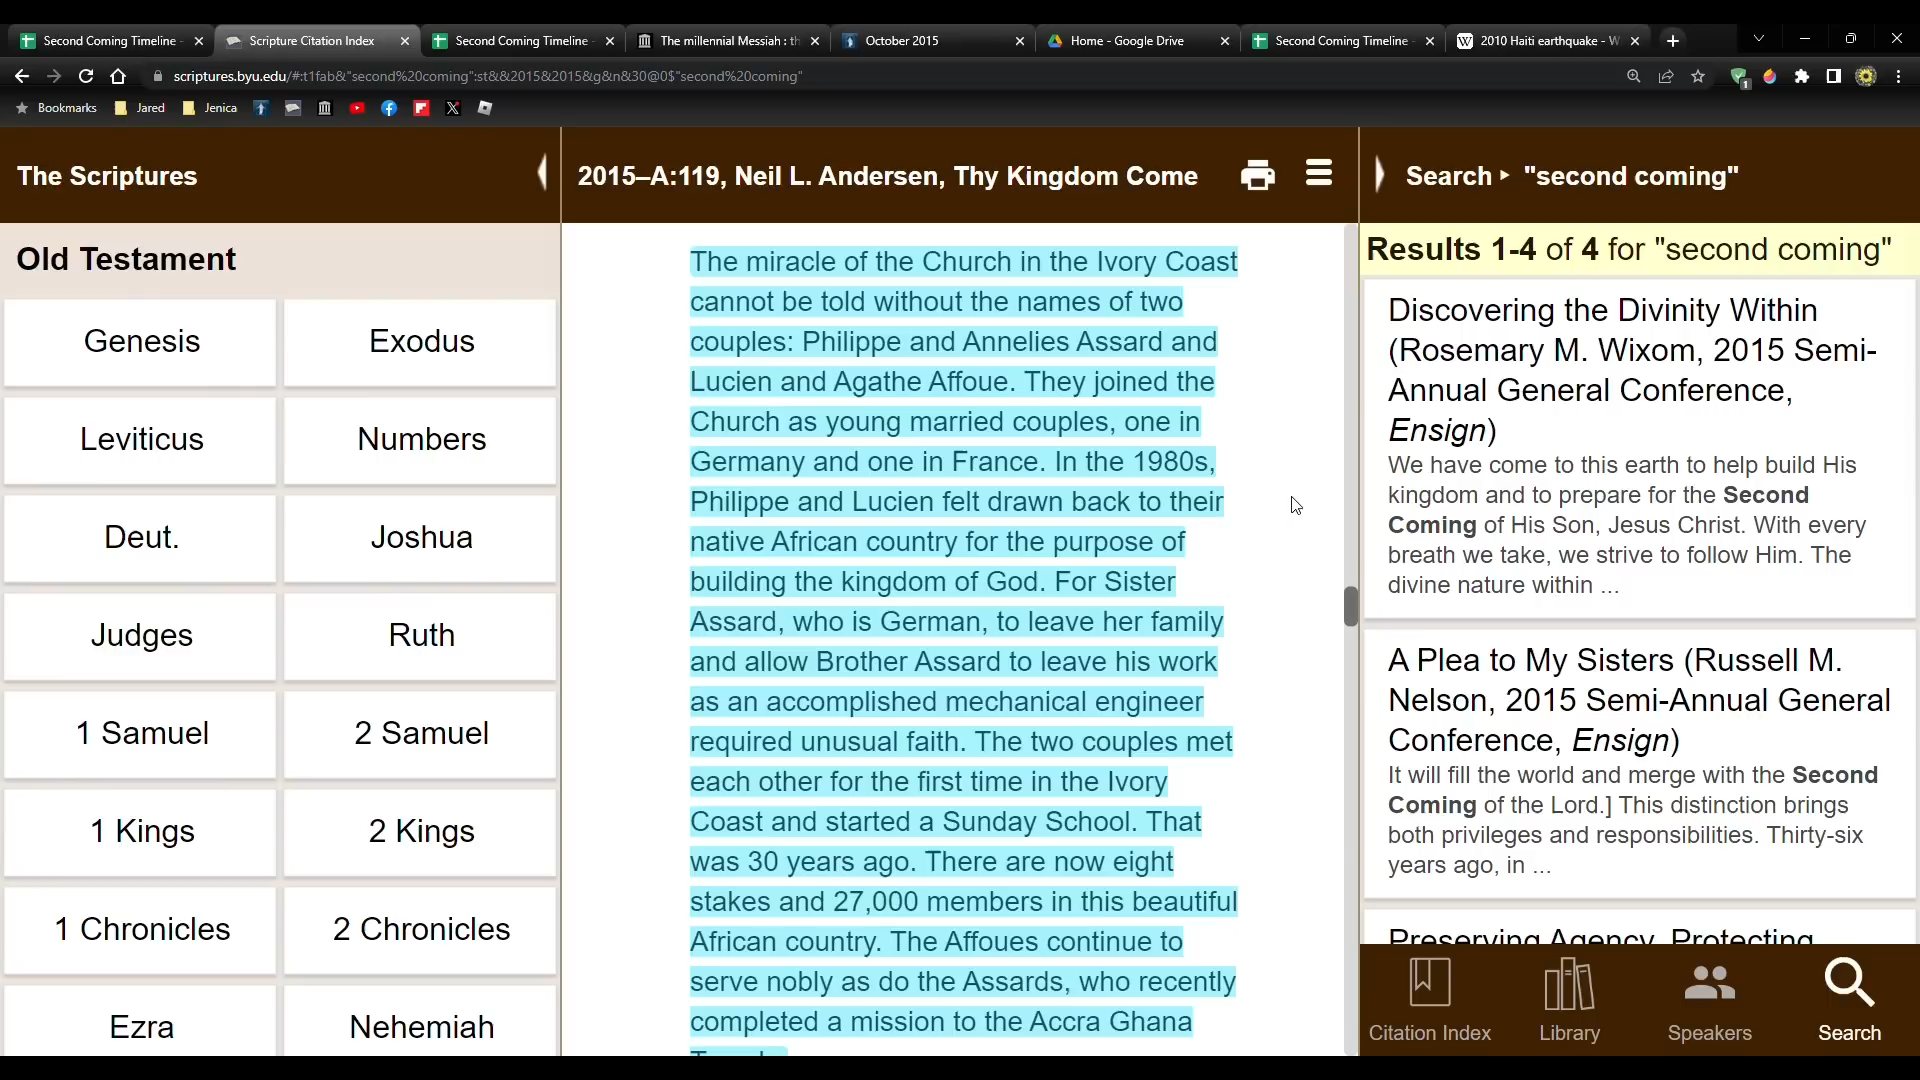 Second Coming Timeline -
Scripture Citation Index
Second Coming Timeline -
The millennial Messiah : th
October 2015
Home - Google Drive
Second Coming Timeline -
2010 Haiti earthquake - W
scriptures.byu.edu/#:t1fab&"second%20coming":st&&2015&2015&g&n&30@0$"second%20coming"
Bookmarks
Jared
Jenica
The Scriptures
2015–A:119, Neil L. Andersen, Thy Kingdom Come
Search ▸ "second coming"
Old Testament
Genesis
Exodus
Leviticus
Numbers
Deut.
Joshua
Judges
Ruth
1 Samuel
2 Samuel
1 Kings
2 Kings
1 Chronicles
2 Chronicles
Ezra
Nehemiah
The miracle of the Church in the Ivory Coast
cannot be told without the names of two
couples: Philippe and Annelies Assard and
Lucien and Agathe Affoue. They joined the
Church as young married couples, one in
Germany and one in France. In the 1980s,
Philippe and Lucien felt drawn back to their
native African country for the purpose of
building the kingdom of God. For Sister
Assard, who is German, to leave her family
and allow Brother Assard to leave his work
as an accomplished mechanical engineer
required unusual faith. The two couples met
each other for the first time in the Ivory
Coast and started a Sunday School. That
was 30 years ago. There are now eight
stakes and 27,000 members in this beautiful
African country. The Affoues continue to
serve nobly as do the Assards, who recently
completed a mission to the Accra Ghana
Results 1-4 of 4 for "second coming"
Discovering the Divinity Within
(Rosemary M. Wixom, 2015 Semi-
Annual General Conference,
Ensign)
We have come to this earth to help build His
kingdom and to prepare for the Second
Coming of His Son, Jesus Christ. With every
breath we take, we strive to follow Him. The
divine nature within ...
A Plea to My Sisters (Russell M.
Nelson, 2015 Semi-Annual General
Conference, Ensign)
It will fill the world and merge with the Second
Coming of the Lord.] This distinction brings
both privileges and responsibilities. Thirty-six
years ago, in ...
Preserving Agency, Protecting
Citation Index
Library
Speakers
Search